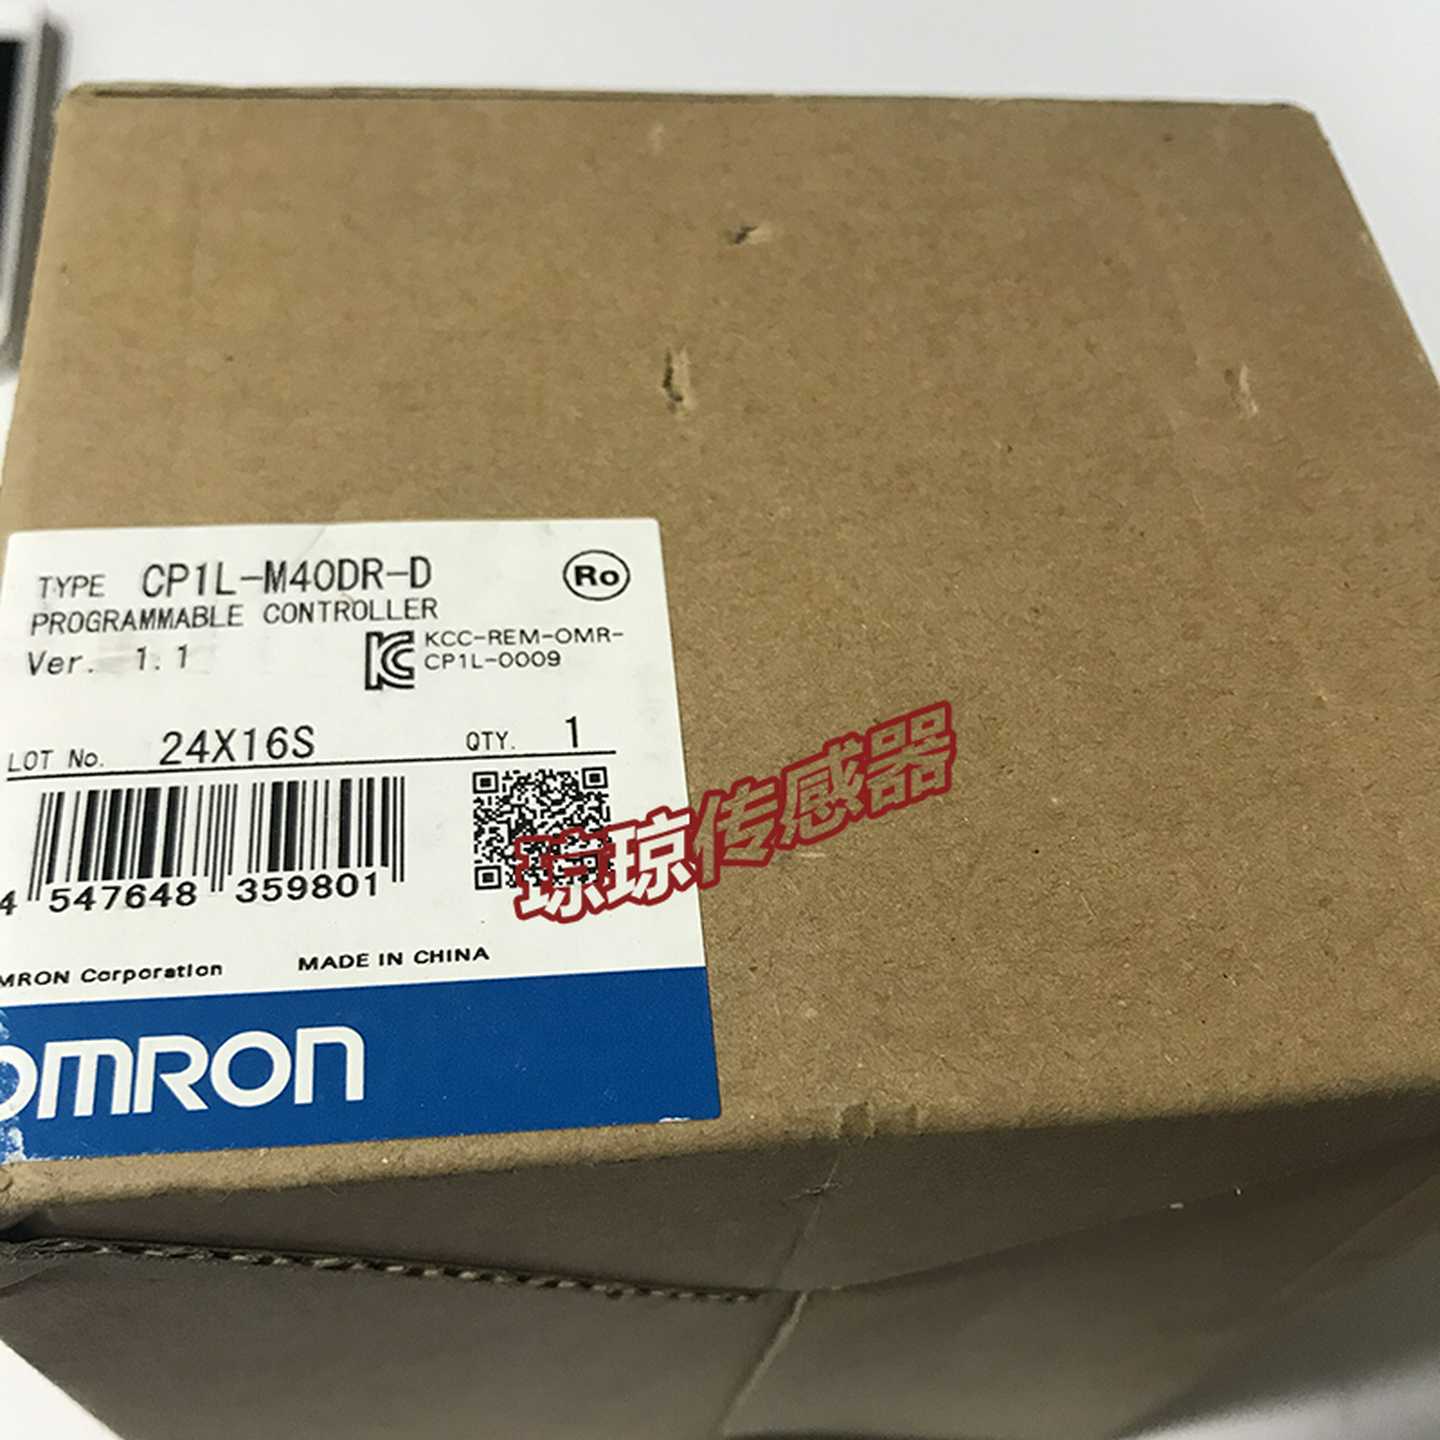 TYPE CP1L-M40DR-D
Ro
PROGRAMMABLE CONTROLLER
Ver. 1.1
KCC-REM-OMR-
CP1L-0009
LOT No. 24X16S QTY. 1
4 547648 359801
琼琼传感器
MRON Corporation MADE IN CHINA
OMRON